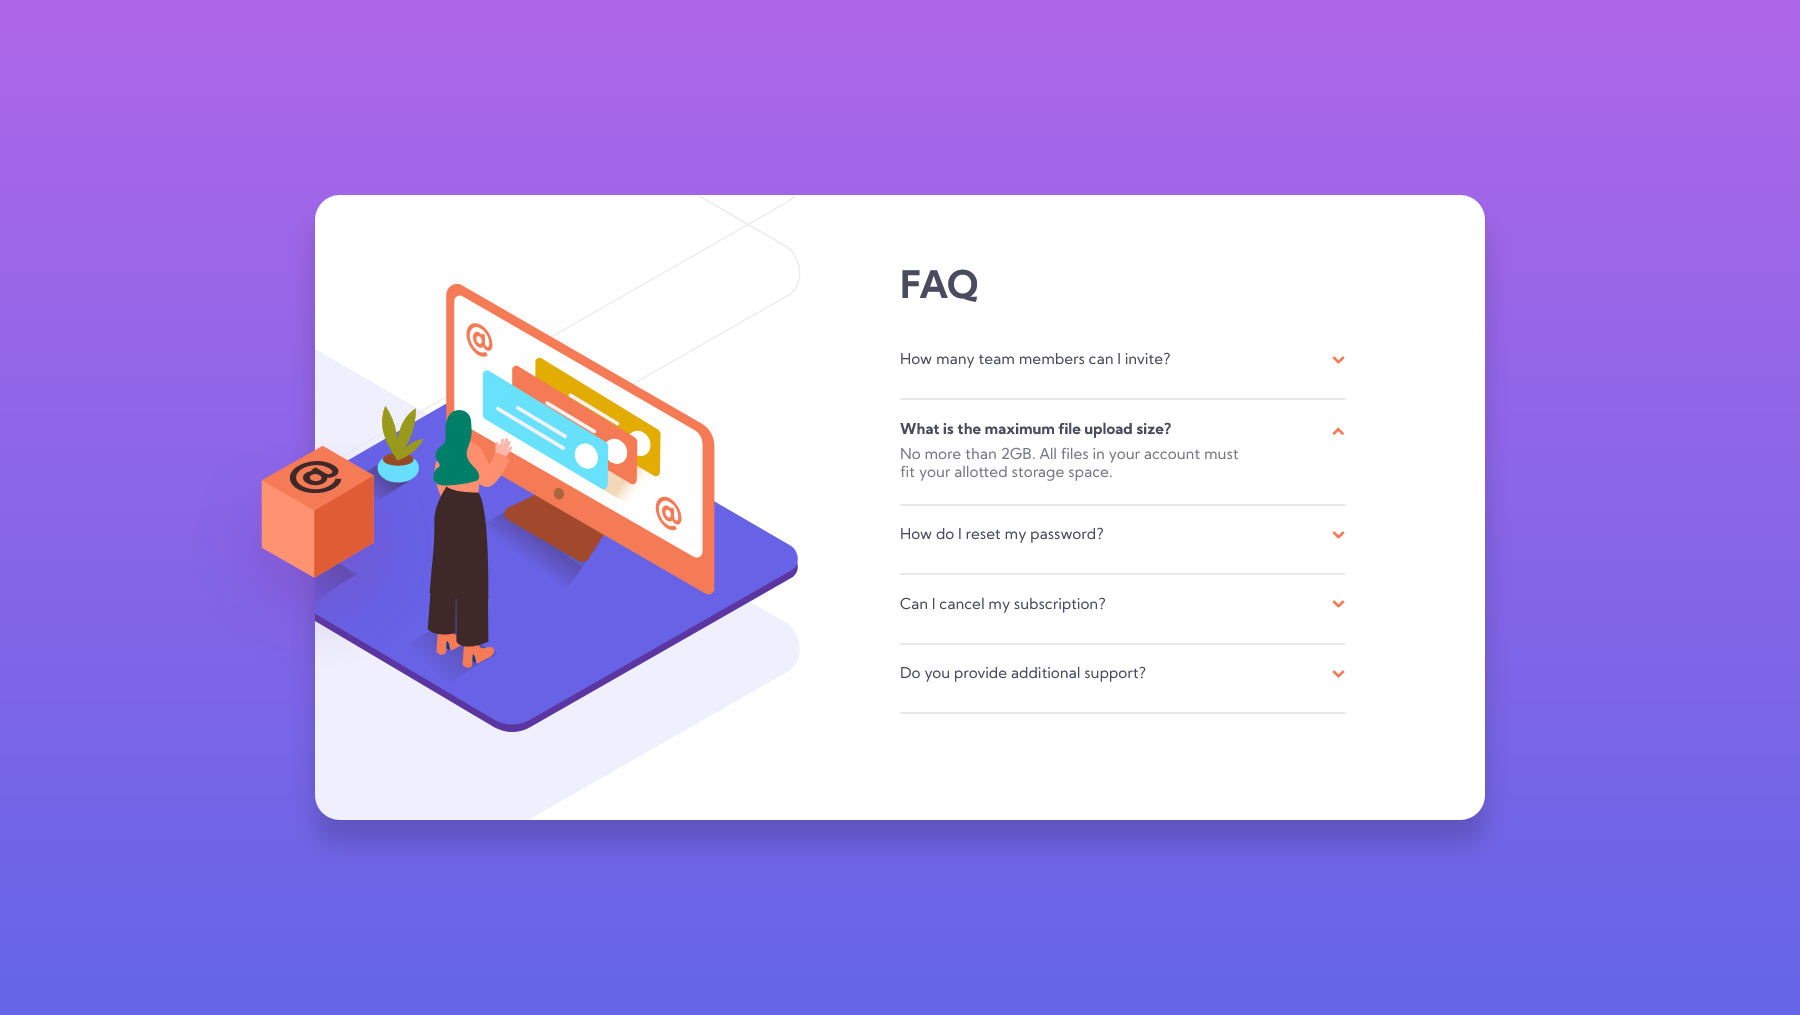 FAQ
How many team members can I invite?
What is the maximum file upload size?
No more than 2GB. All files in your account must
fit your allotted storage space.
How do I reset my password?
Can I cancel my subscription?
Do you provide additional support?
@
@
@